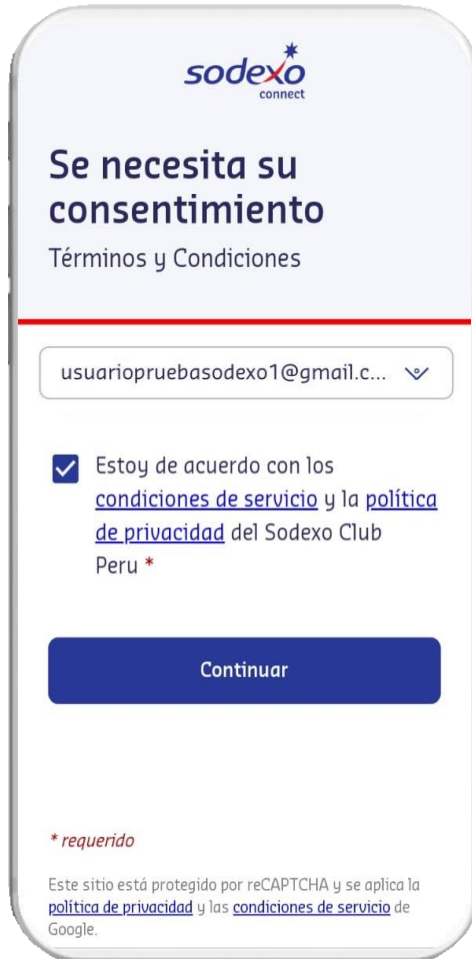 sodexo
connect
Se necesita su
consentimiento
Términos y Condiciones
usuariopruebasodexo1@gmail.c...
Estoy de acuerdo con los
condiciones de servicio y la política
de privacidad del Sodexo Club
Peru *
Continuar
* requerido
Este sitio está protegido por reCAPTCHA y se aplica la
política de privacidad y las condiciones de servicio de
Google.